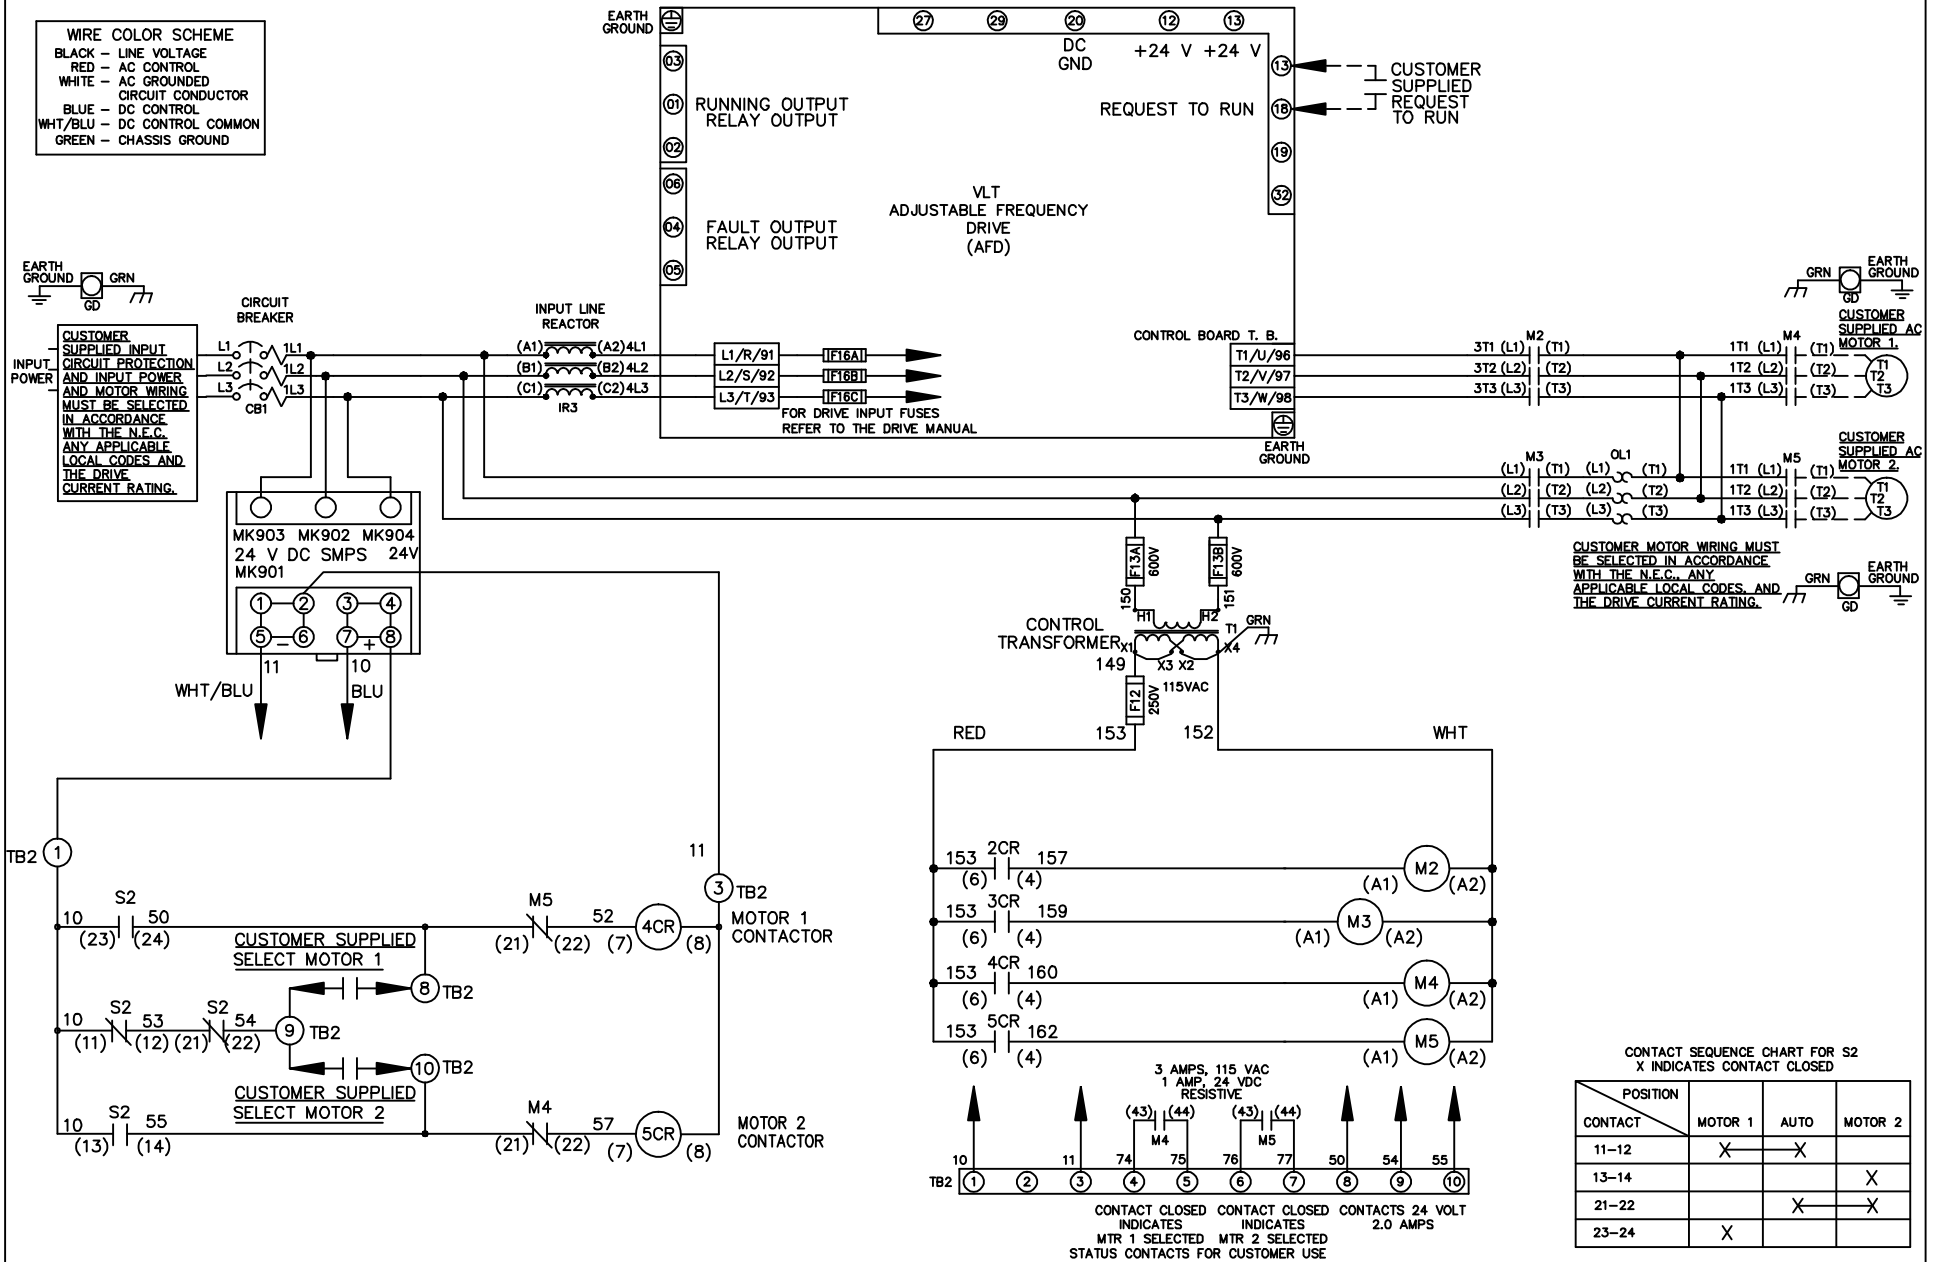 WIRE COLOR SCHEME
BLACK – LINE VOLTAGE
RED – AC CONTROL
WHITE – AC GROUNDED
CIRCUIT CONDUCTOR
BLUE – DC CONTROL
WHT/BLU – DC CONTROL COMMON
GREEN – CHASSIS GROUND
EARTH
GROUND
27 29 20 12 13
DC
GND
+24 V +24 V
03
01
02
RUNNING OUTPUT
RELAY OUTPUT
06
04
05
FAULT OUTPUT
RELAY OUTPUT
13
18
19
32
REQUEST TO RUN
CUSTOMER
SUPPLIED
REQUEST
TO RUN
VLT
ADJUSTABLE FREQUENCY
DRIVE
(AFD)
EARTH
GROUND
GRN
GD
INPUT
POWER
CUSTOMER
SUPPLIED INPUT
CIRCUIT PROTECTION
AND INPUT POWER
AND MOTOR WIRING
MUST BE SELECTED
IN ACCORDANCE
WITH THE N.E.C.
ANY APPLICABLE
LOCAL CODES AND
THE DRIVE
CURRENT RATING.
CIRCUIT
BREAKER
L1 1L1
L2 1L2
L3 1L3
CB1
INPUT LINE
REACTOR
(A1) (A2) 4L1
(B1) (B2) 4L2
(C1) (C2) 4L3
IR3
L1/R/91 F16A
L2/S/92 F16B
L3/T/93 F16C
FOR DRIVE INPUT FUSES
REFER TO THE DRIVE MANUAL
CONTROL BOARD T. B.
T1/U/96
T2/V/97
T3/W/98
EARTH
GROUND
M2
3T1 (L1) (T1)
3T2 (L2) (T2)
3T3 (L3) (T3)
M4
1T1 (L1) (T1)
1T2 (L2) (T2)
1T3 (L3) (T3)
GRN
EARTH
GROUND
GD
CUSTOMER
SUPPLIED AC
MOTOR 1.
T1
T2
T3
M3 OL1
(L1) (T1) (L1) (T1)
(L2) (T2) (L2) (T2)
(L3) (T3) (L3) (T3)
M5
1T1 (L1) (T1)
1T2 (L2) (T2)
1T3 (L3) (T3)
CUSTOMER
SUPPLIED AC
MOTOR 2.
T1
T2
T3
CUSTOMER MOTOR WIRING MUST
BE SELECTED IN ACCORDANCE
WITH THE N.E.C., ANY
APPLICABLE LOCAL CODES, AND
THE DRIVE CURRENT RATING.
GRN
EARTH
GROUND
GD
MK903 MK902 MK904
24 V DC SMPS 24V
MK901
1 2 3 4
5 – 6 7 + 8
11 10
WHT/BLU BLU
F13A 600V
F13B 600V
150 151
H1 H2
CONTROL
TRANSFORMER
T1
GRN
X1 X3 X2 X4
149
115VAC
F12 250V
153 152
RED WHT
TB2 1
11
3 TB2
S2
10 50
(23) (24)
M5
(21) (22)
52
(7) 4CR (8)
MOTOR 1
CONTACTOR
CUSTOMER SUPPLIED
SELECT MOTOR 1
8 TB2
S2 S2
10 53 54
(11) (12) (21) (22)
9 TB2
10 TB2
CUSTOMER SUPPLIED
SELECT MOTOR 2
S2
10 55
(13) (14)
M4
(21) (22)
57
(7) 5CR (8)
MOTOR 2
CONTACTOR
153 2CR 157
(6) (4)
(A1) M2 (A2)
153 3CR 159
(6) (4)
(A1) M3 (A2)
153 4CR 160
(6) (4)
(A1) M4 (A2)
153 5CR 162
(6) (4)
(A1) M5 (A2)
3 AMPS, 115 VAC
1 AMP, 24 VDC
RESISTIVE
(43) (44) (43) (44)
M4 M5
10 11 74 75 76 77 50 54 55
TB2 1 2 3 4 5 6 7 8 9 10
CONTACT CLOSED
INDICATES
MTR 1 SELECTED
CONTACT CLOSED
INDICATES
MTR 2 SELECTED
STATUS CONTACTS FOR CUSTOMER USE
CONTACTS 24 VOLT
2.0 AMPS
CONTACT SEQUENCE CHART FOR S2
X INDICATES CONTACT CLOSED
POSITION
CONTACT MOTOR 1 AUTO MOTOR 2
11–12 X X
13–14 X
21–22 X X
23–24 X